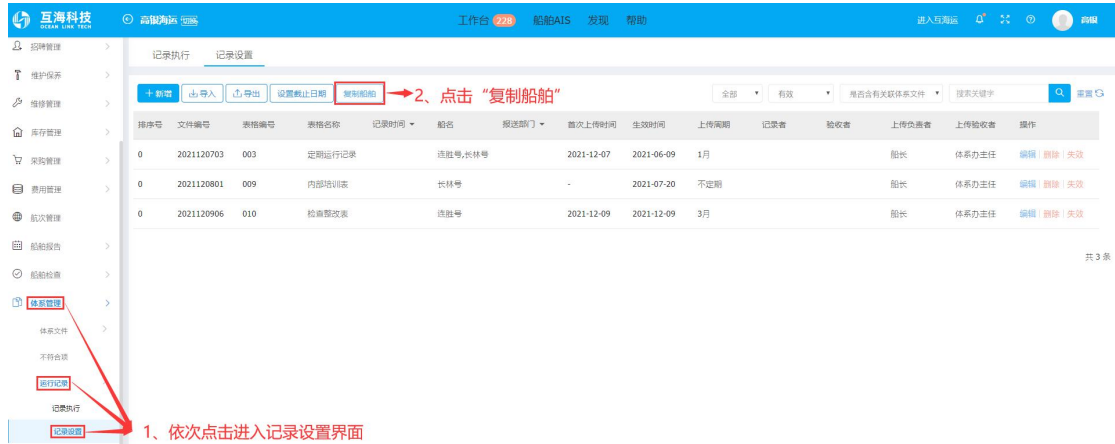 互海科技
OCEAN LINK TECH
高银海运 切换
工作台 228 船舶AIS 发现 帮助
进入互海运
高银
招聘管理
维护保养
维修管理
库存管理
采购管理
费用管理
航次管理
船舶报告
船舶检查
体系管理
体系文件
不符合项
运行记录
记录执行
记录设置
记录执行 记录设置
+ 新增 导入 导出 设置截止日期 复制船舶
2、点击“复制船舶”
全部 有效 是否含有关联体系文件 搜索关键字 重置
排序号 文件编号 表格编号 表格名称 记录时间 船名 报送部门 首次上传时间 生效时间 上传周期 记录者 验收者 上传负责者 上传验收者 操作
0 2021120703 003 定期运行记录 连胜号,长林号 2021-12-07 2021-06-09 1月 船长 体系办主任 编辑 删除 失效
0 2021120801 009 内部培训表 长林号 - 2021-07-20 不定期 船长 体系办主任 编辑 删除 失效
0 2021120906 010 检查整改表 连胜号 2021-12-09 2021-12-09 3月 船长 体系办主任 编辑 删除 失效
共 3 条
1、依次点击进入记录设置界面